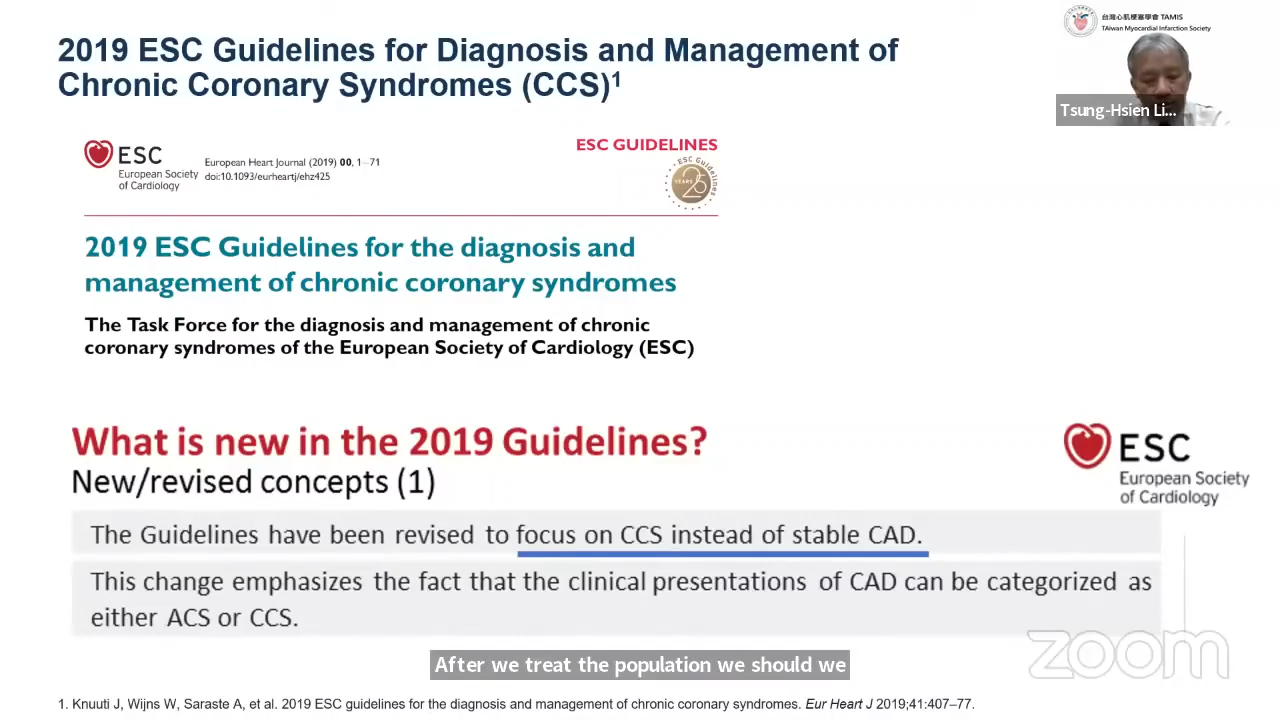 2019 ESC Guidelines for Diagnosis and Management of
Chronic Coronary Syndromes (CCS)1
台灣心肌梗塞學會 TAMIS
TAiwan Myocardial Infarction Society
Tsung-Hsien Li...
ESC
European Society
of Cardiology
European Heart Journal (2019) 00, 1–71
doi:10.1093/eurheartj/ehz425
ESC GUIDELINES
ESC Guidelines
25
YEARS
2019 ESC Guidelines for the diagnosis and
management of chronic coronary syndromes
The Task Force for the diagnosis and management of chronic
coronary syndromes of the European Society of Cardiology (ESC)
What is new in the 2019 Guidelines?
New/revised concepts (1)
ESC
European Society
of Cardiology
The Guidelines have been revised to focus on CCS instead of stable CAD.
This change emphasizes the fact that the clinical presentations of CAD can be categorized as
either ACS or CCS.
zoom
After we treat the population we should we
1. Knuuti J, Wijns W, Saraste A, et al. 2019 ESC guidelines for the diagnosis and management of chronic coronary syndromes. Eur Heart J 2019;41:407–77.